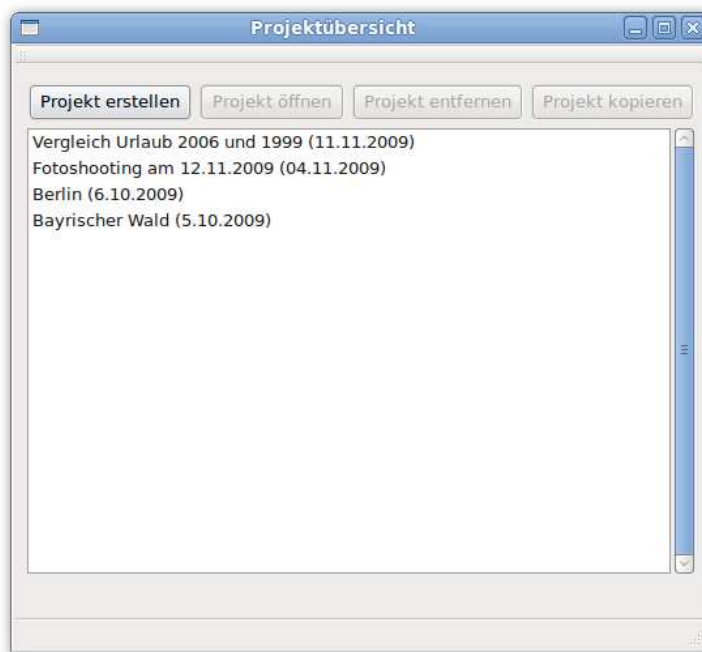 Projektübersicht
Projekt erstellen Projekt öffnen Projekt entfernen Projekt kopieren
Vergleich Urlaub 2006 und 1999 (11.11.2009)
Fotoshooting am 12.11.2009 (04.11.2009)
Berlin (6.10.2009)
Bayrischer Wald (5.10.2009)